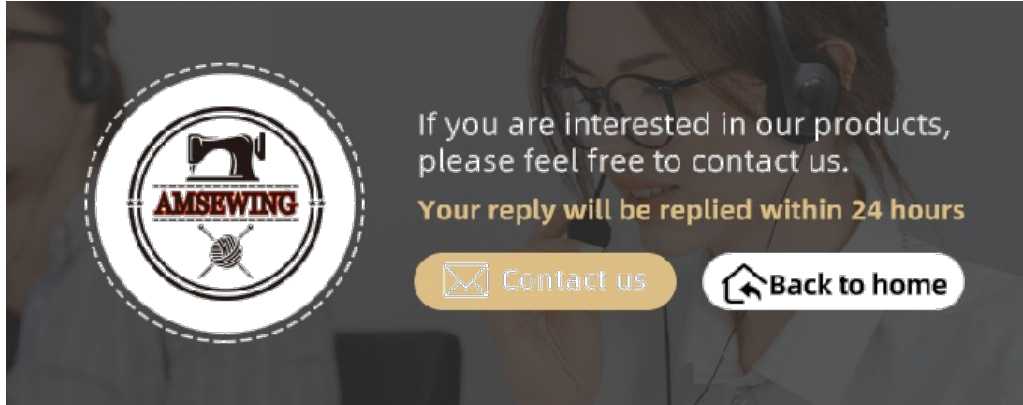 AMSEWING
If you are interested in our products,
please feel free to contact us.
Your reply will be replied within 24 hours
Contact us
Back to home